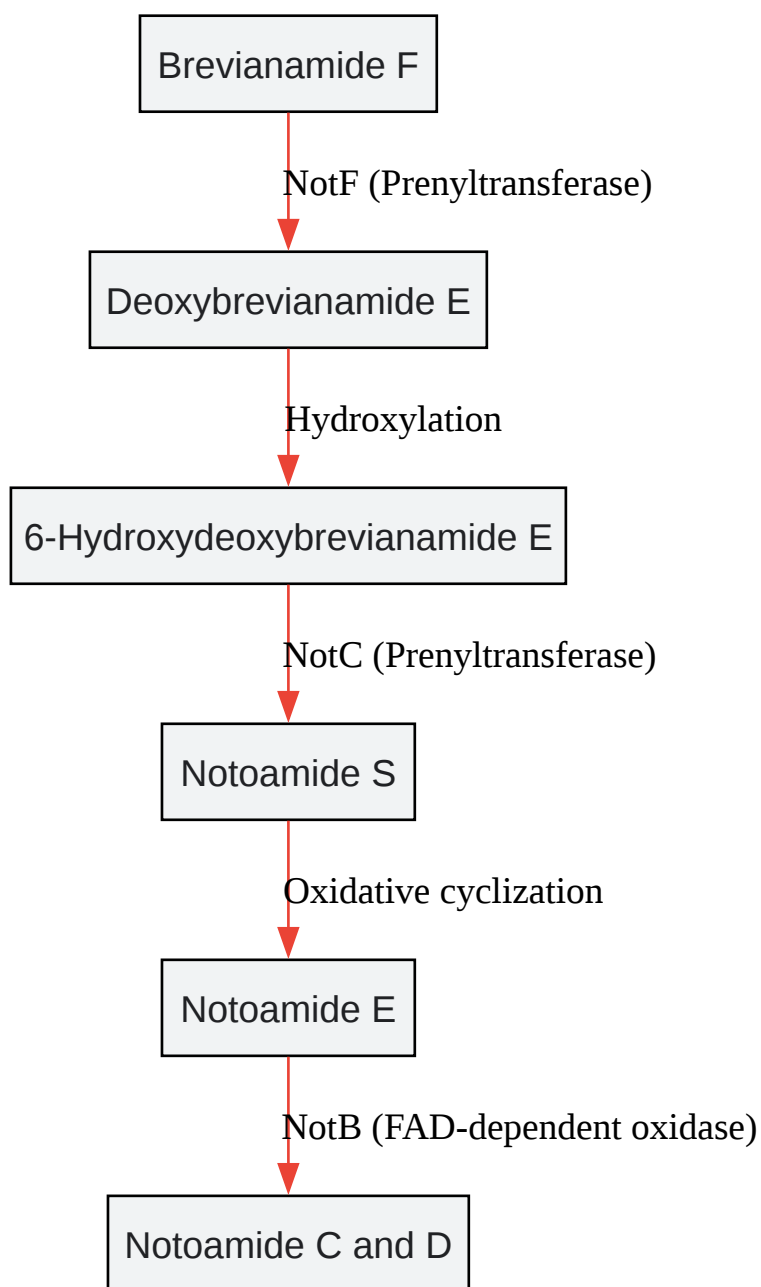 Brevianamide F
NotF (Prenyltransferase)
Deoxybrevianamide E
Hydroxylation
6-Hydroxydeoxybrevianamide E
NotC (Prenyltransferase)
Notoamide S
Oxidative cyclization
Notoamide E
NotB (FAD-dependent oxidase)
Notoamide C and D